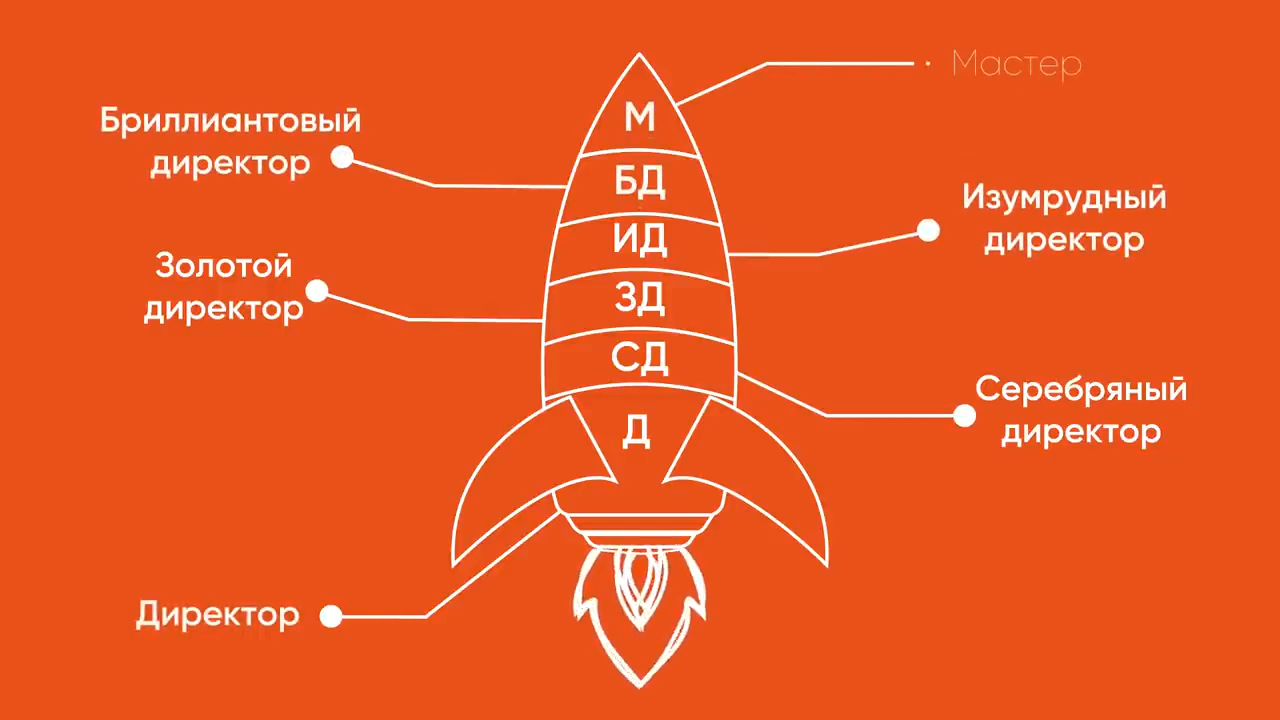 Мастер
М
Бриллиантовый
директор
БД
Изумрудный
директор
ИД
Золотой
директор
ЗД
СД
Серебряный
директор
Д
Директор